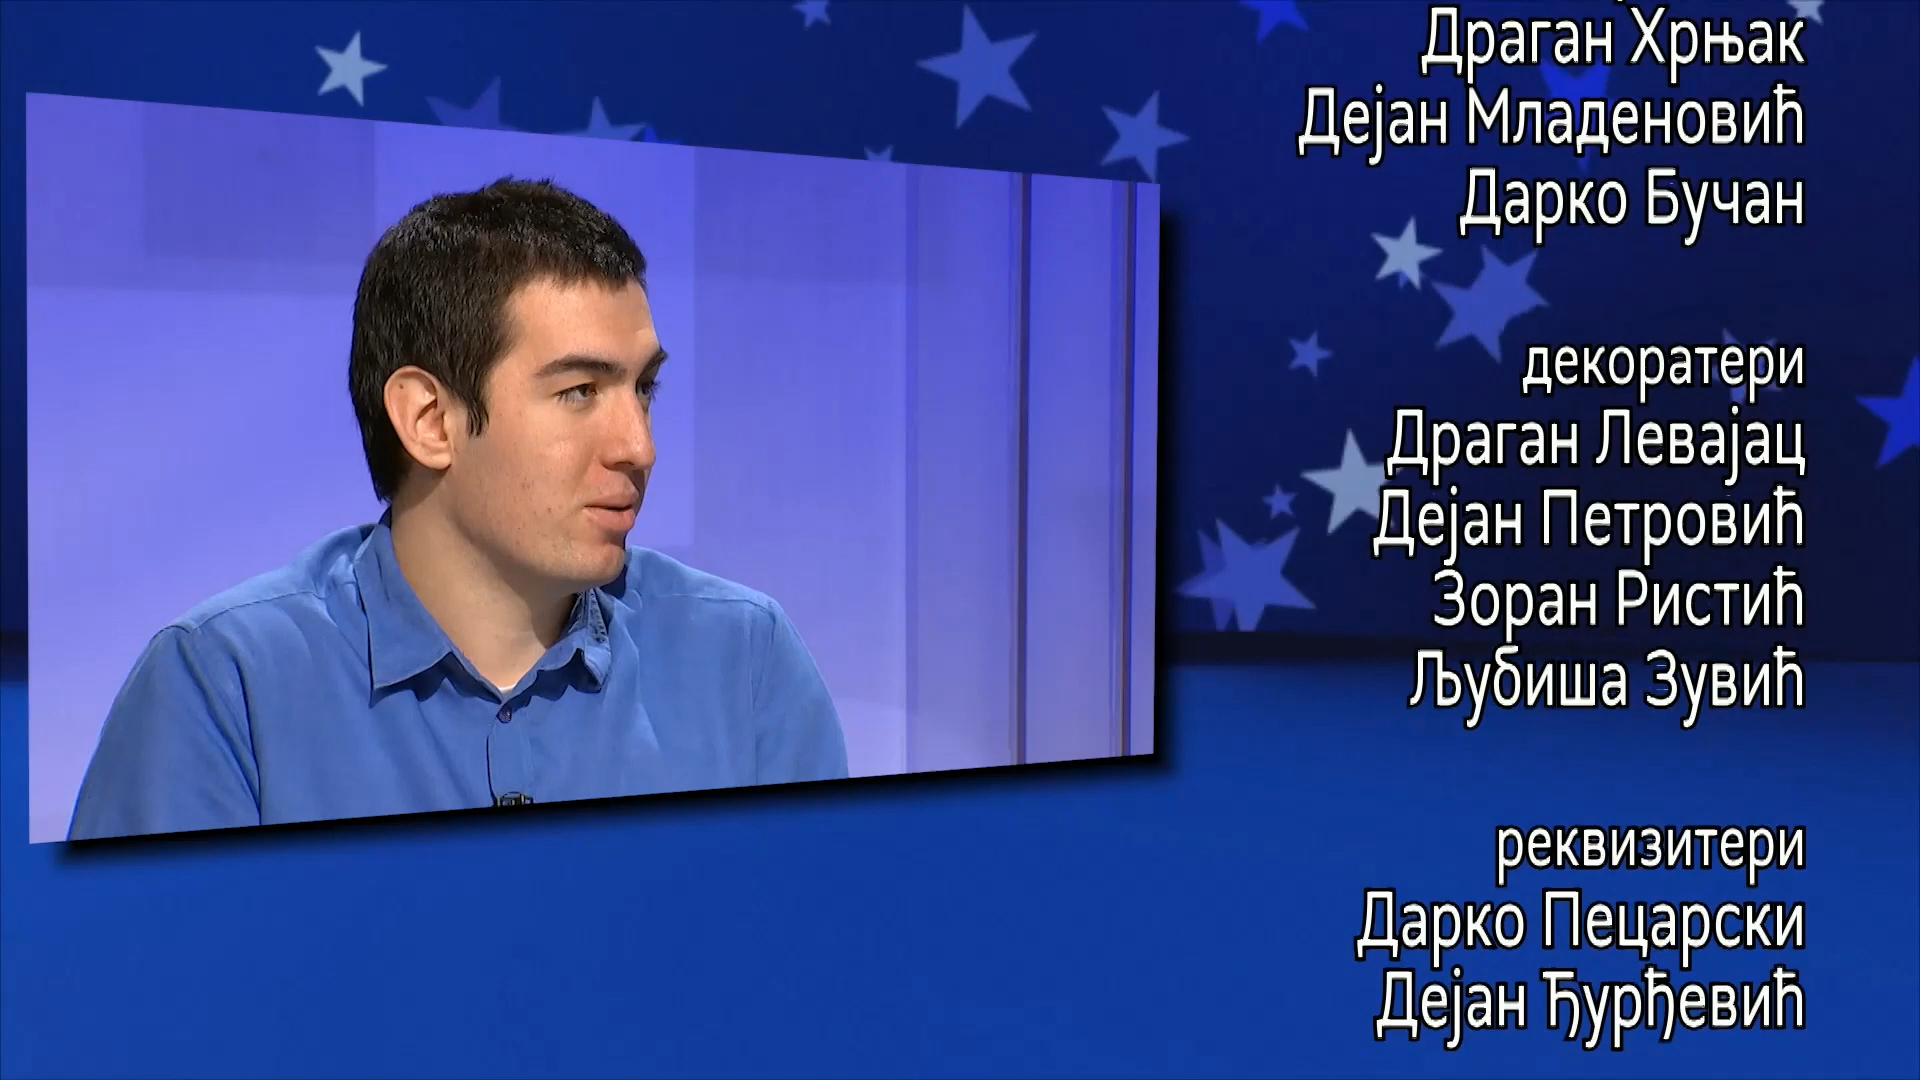 Драган Хрњак
Дејан Младеновић
Дарко Бучан
декоратери
Драган Левајац
Дејан Петровић
Зоран Ристић
Љубиша Зувић
реквизитери
Дарко Пецарски
Дејан Ђурђевић